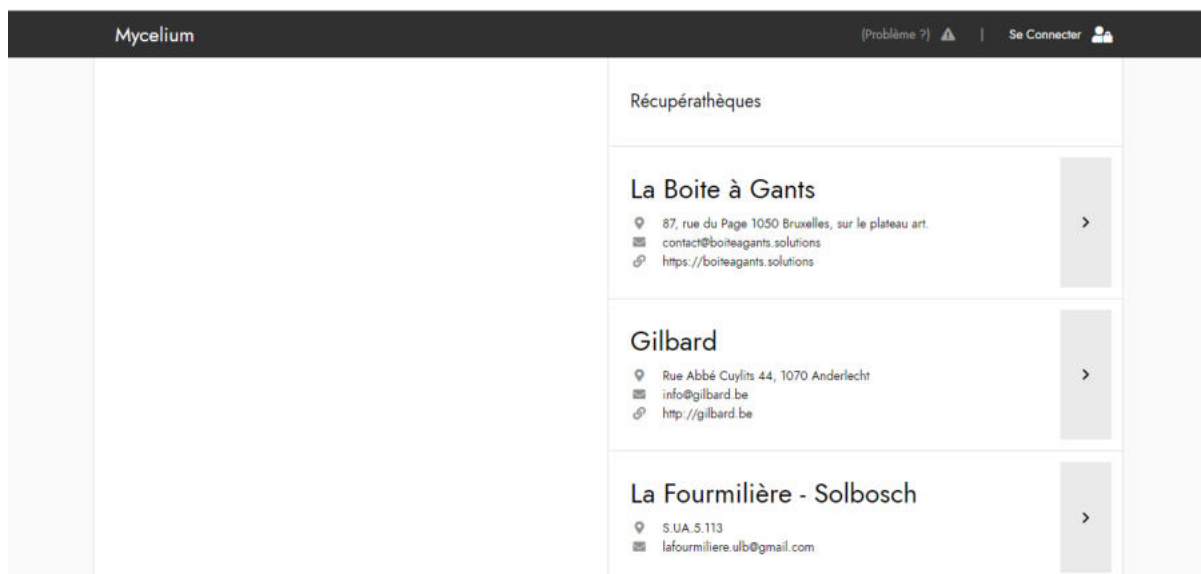 Mycelium
(Problème ?) | Se Connecter
Récupérathèques
La Boite à Gants
87, rue du Page 1050 Bruxelles, sur le plateau art.
contact@boiteagants.solutions
https://boiteagants.solutions
Gilbard
Rue Abbé Cuylits 44, 1070 Anderlecht
info@gilbard.be
http://gilbard.be
La Fourmilière - Solbosch
S.UA.5.113
lafourmiliere.ulb@gmail.com